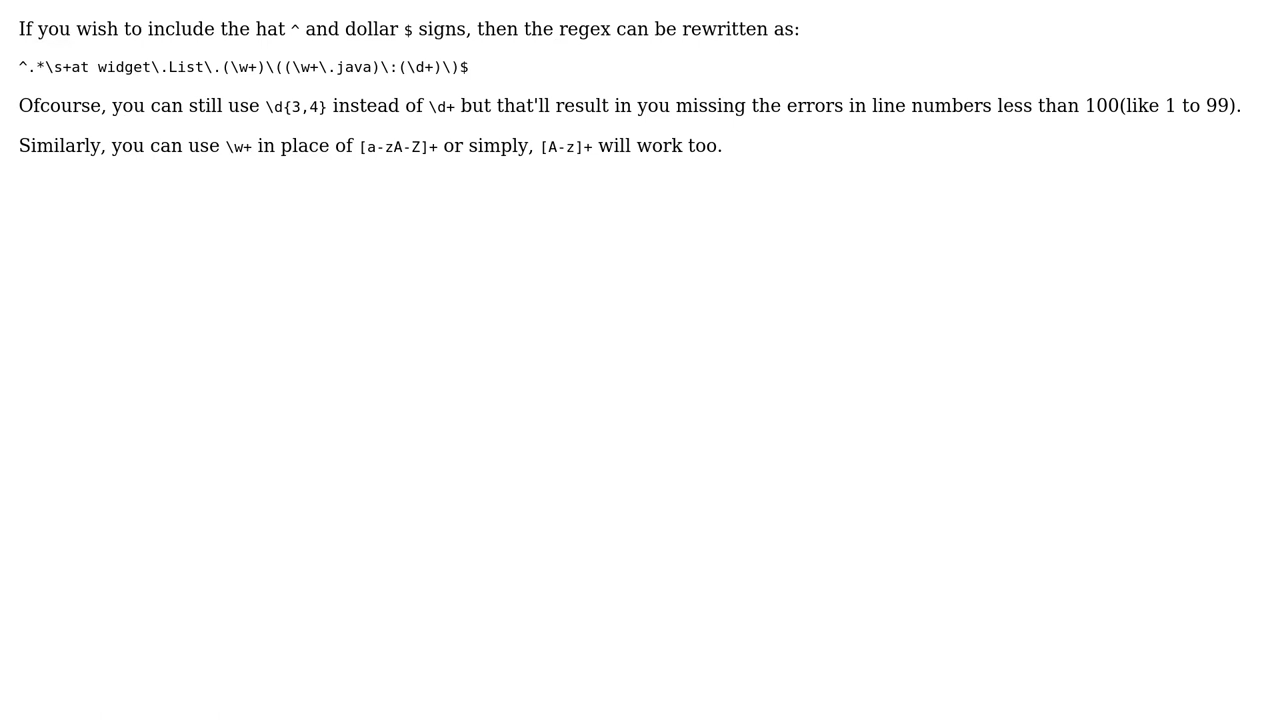 If you wish to include the hat ^ and dollar $ signs, then the regex can be rewritten as:
^.*\s+at widget\.List\.(\w+)\((\w+\.java)\:(\d+)\)$
Ofcourse, you can still use \d{3,4} instead of \d+ but that'll result in you missing the errors in line numbers less than 100(like 1 to 99).
Similarly, you can use \w+ in place of [a-zA-Z]+ or simply, [A-z]+ will work too.